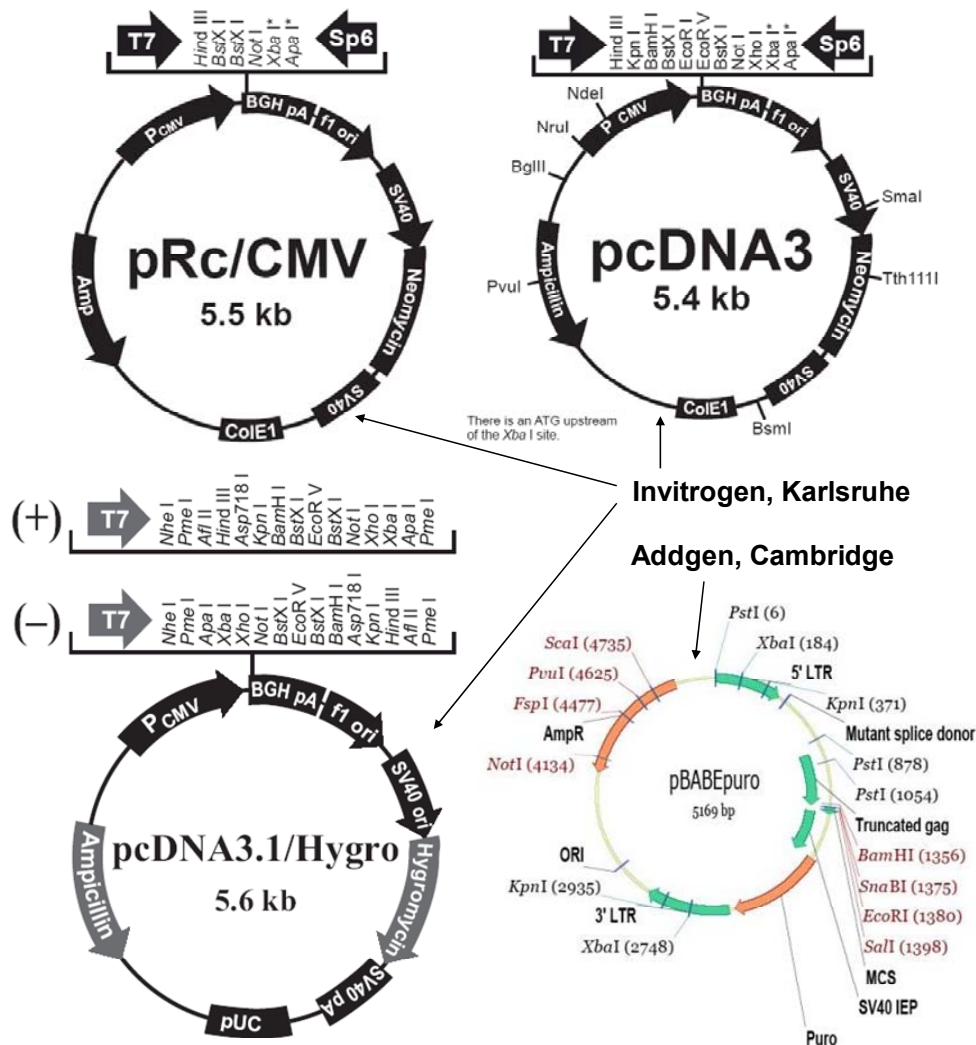 T7
Hind III
BstX I
BstX I
Not I
Xba I*
Apa I*
Sp6
PCMV
BGH pA
f1 ori
SV40
Neomycin
SV40
ColE1
Amp
pRc/CMV
5.5 kb
There is an ATG upstream
of the Xba I site.
T7
Hind III
Kpn I
BamH I
BstX I
EcoR I
EcoR V
BstX I
Not I
Xho I
Xba I*
Apa I*
Sp6
NdeI
NruI
BglII
PvuI
P CMV
BGH pA
f1 ori
SV40
SmaI
Neomycin
Tth111I
SV40
BsmI
ColE1
Ampicillin
pcDNA3
5.4 kb
Invitrogen, Karlsruhe
Addgen, Cambridge
(+)
T7
Nhe I
Pme I
Afl II
Hind III
Asp718 I
Kpn I
BamH I
BstX I
EcoR V
BstX I
Not I
Xho I
Xba I
Apa I
Pme I
(–)
T7
Nhe I
Pme I
Apa I
Xba I
Xho I
Not I
BstX I
EcoR V
BstX I
BamH I
Asp718 I
Kpn I
Hind III
Afl II
Pme I
PCMV
BGH pA
f1 ori
SV40 ori
Hygromycin
SV40 pA
pUC
Ampicillin
pcDNA3.1/Hygro
5.6 kb
PstI (6)
XbaI (184)
5' LTR
KpnI (371)
Mutant splice donor
PstI (878)
PstI (1054)
Truncated gag
BamHI (1356)
SnaBI (1375)
EcoRI (1380)
SalI (1398)
MCS
SV40 IEP
Puro
XbaI (2748)
3' LTR
KpnI (2935)
ORI
NotI (4134)
AmpR
FspI (4477)
PvuI (4625)
ScaI (4735)
pBABEpuro
5169 bp